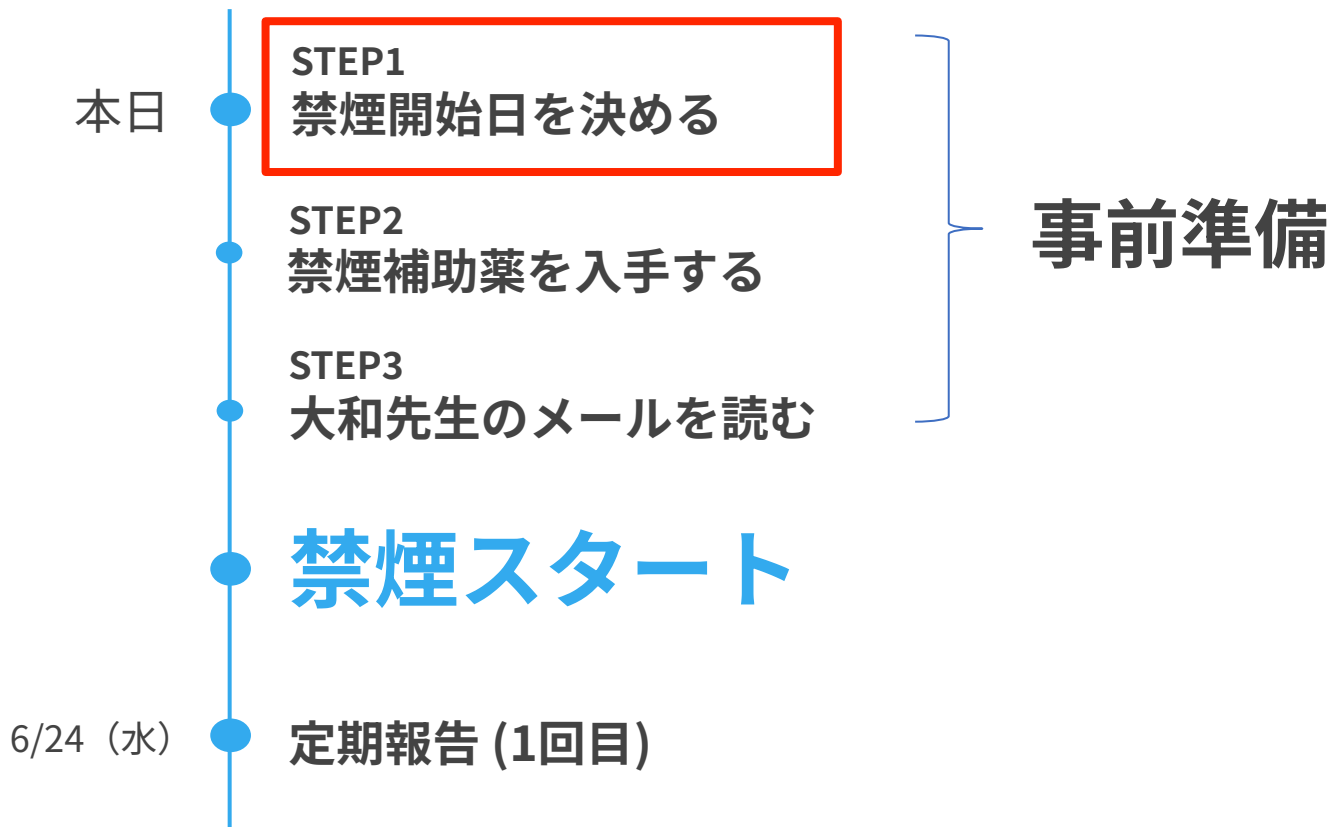 STEP1
本日
禁煙開始日を決める
STEP2
禁煙補助薬を入手する
事前準備
STEP3
大和先生のメールを読む
禁煙スタート
6/24（水）
定期報告 (1回目)